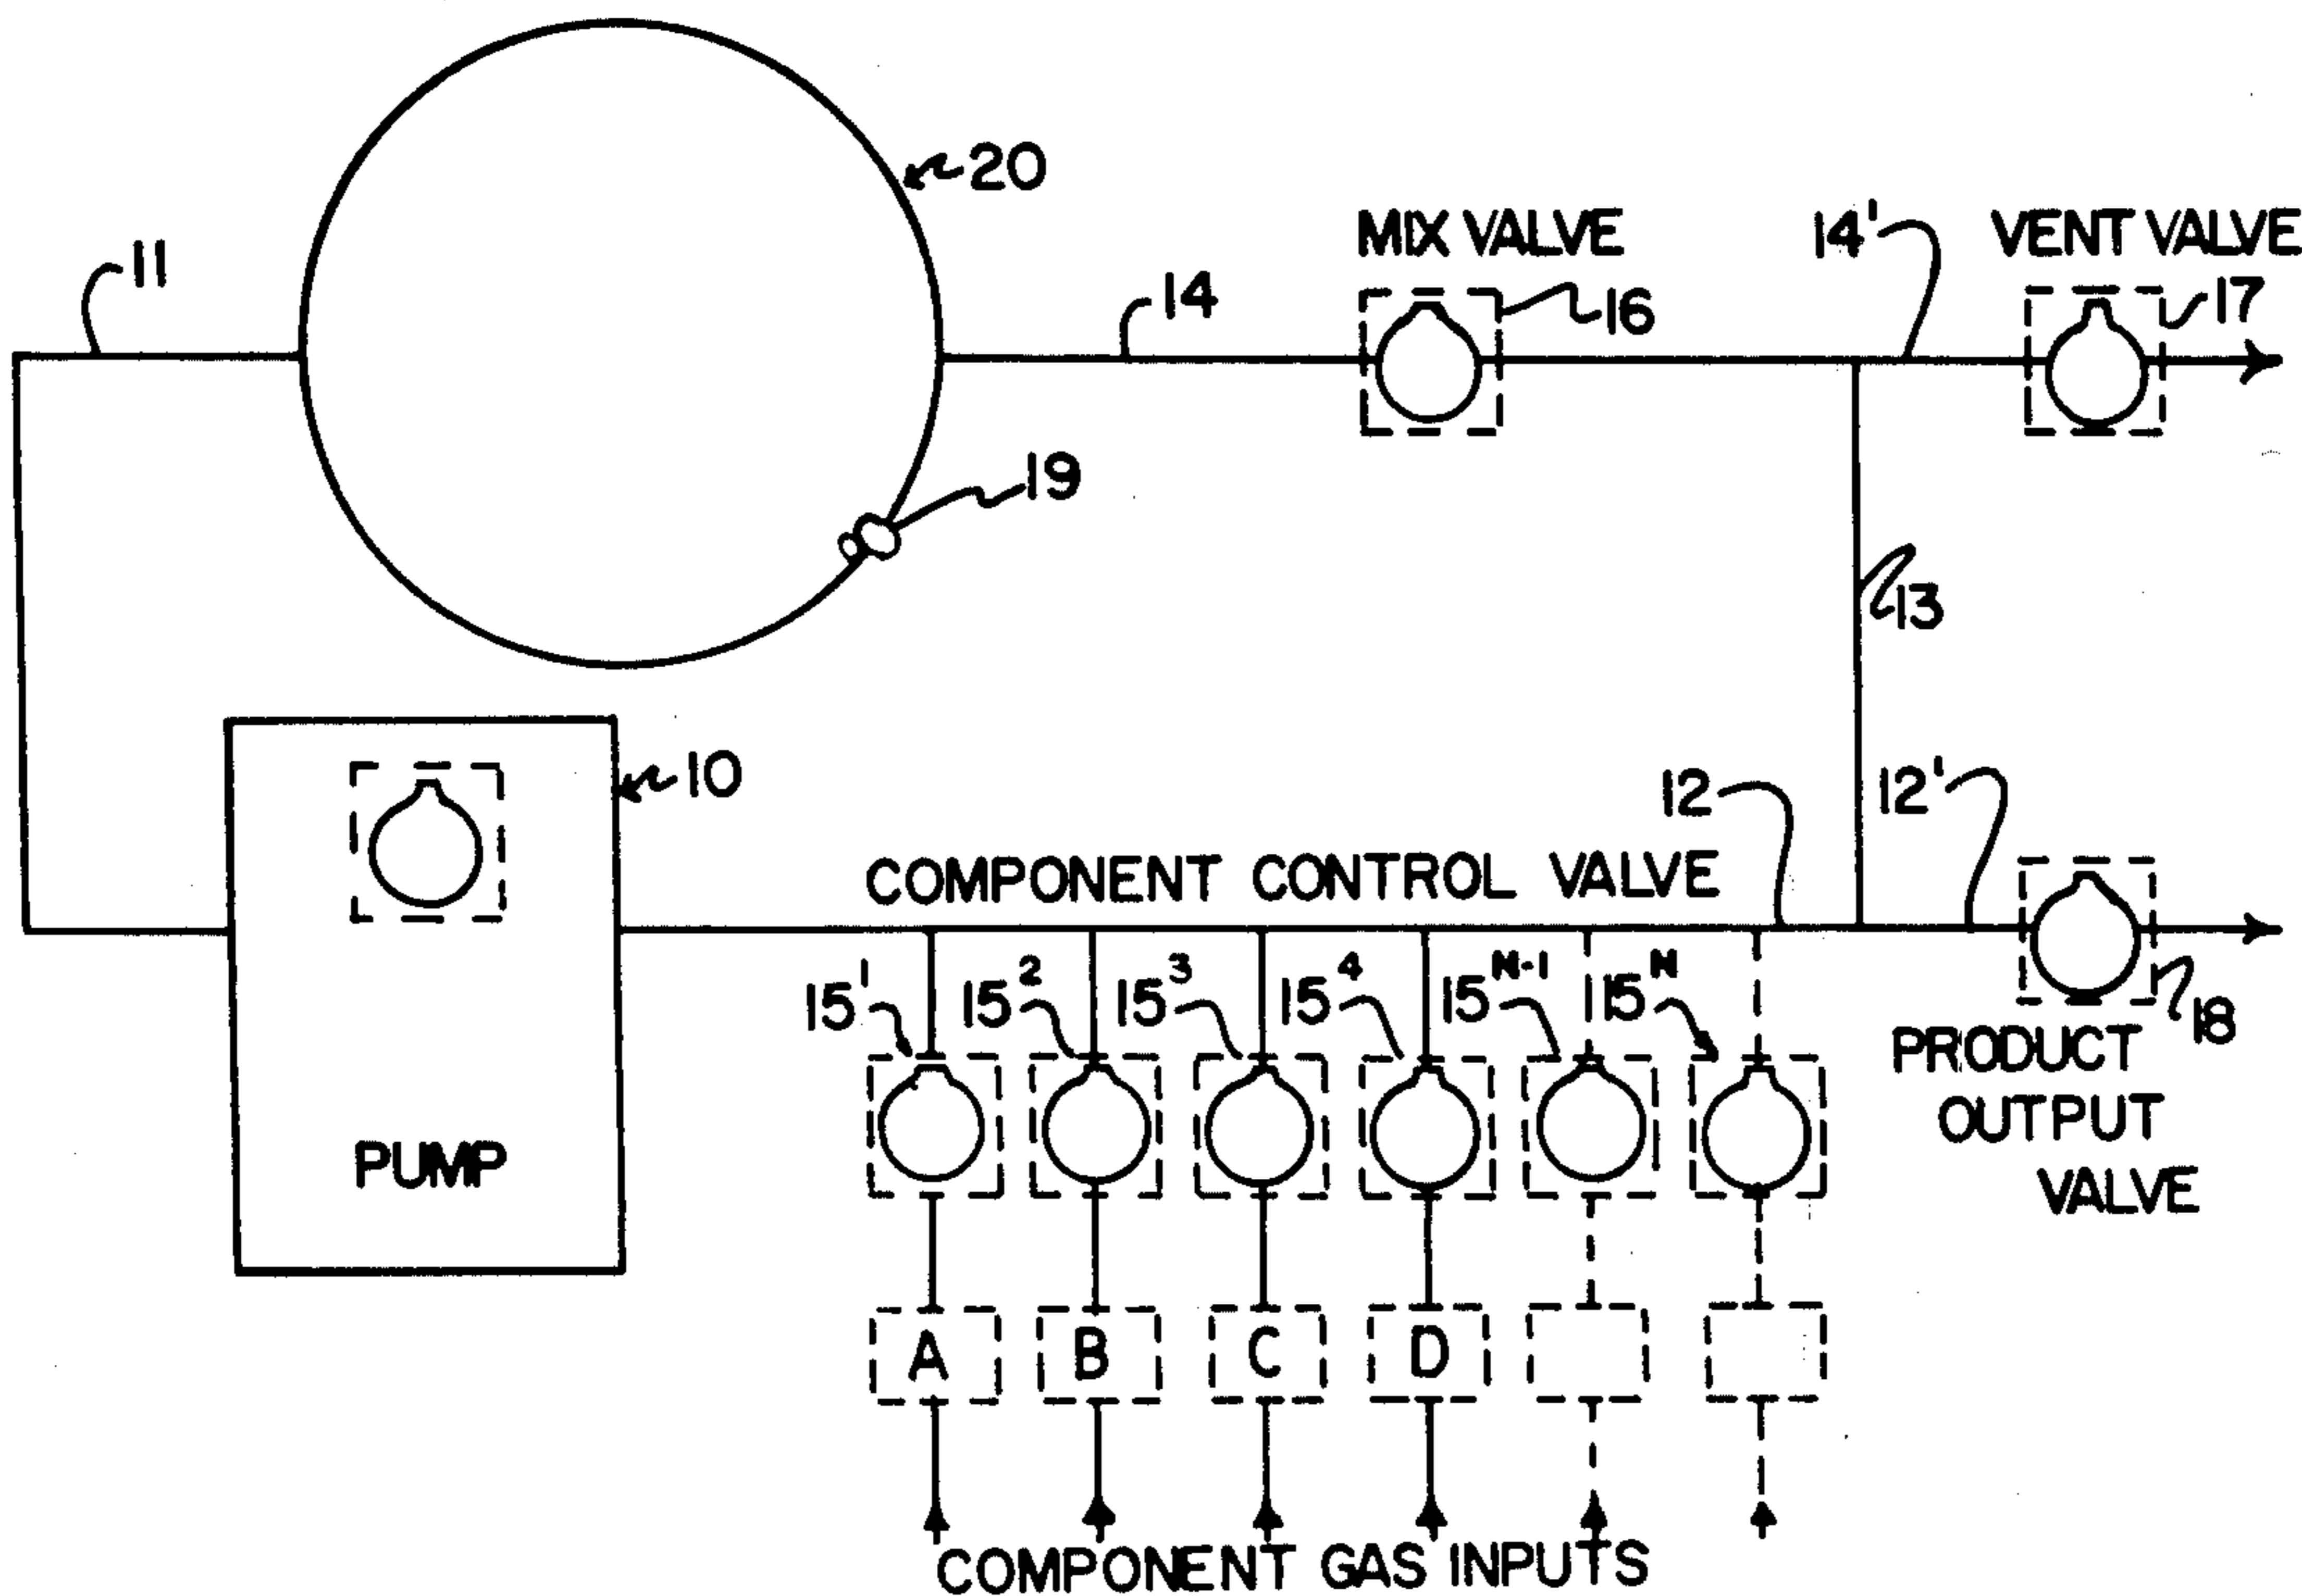 20
MIX VALVE
14'
VENT VALVE
11
14
16
17
19
13
10
12
12'
COMPONENT CONTROL VALVE
15¹
15²
15³
15⁴
15ᴺ⁻¹
15ᴺ
18
PRODUCT
OUTPUT
VALVE
PUMP
A
B
C
D
COMPONENT GAS INPUTS